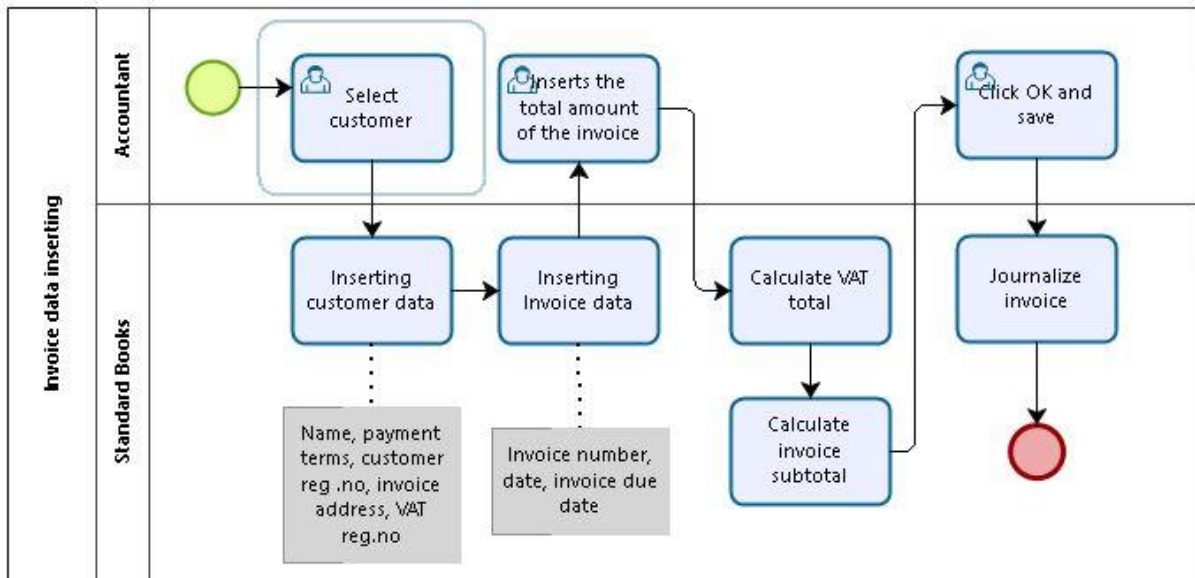 Invoice data inserting
Accountant
Select
customer
Inserts the
total amount
of the invoice
Click OK and
save
Standard Books
Inserting
customer data
Inserting
Invoice data
Calculate VAT
total
Journalize
invoice
Name, payment
terms, customer
reg .no, invoice
address, VAT
reg.no
Invoice number,
date, invoice due
date
Calculate
invoice
subtotal